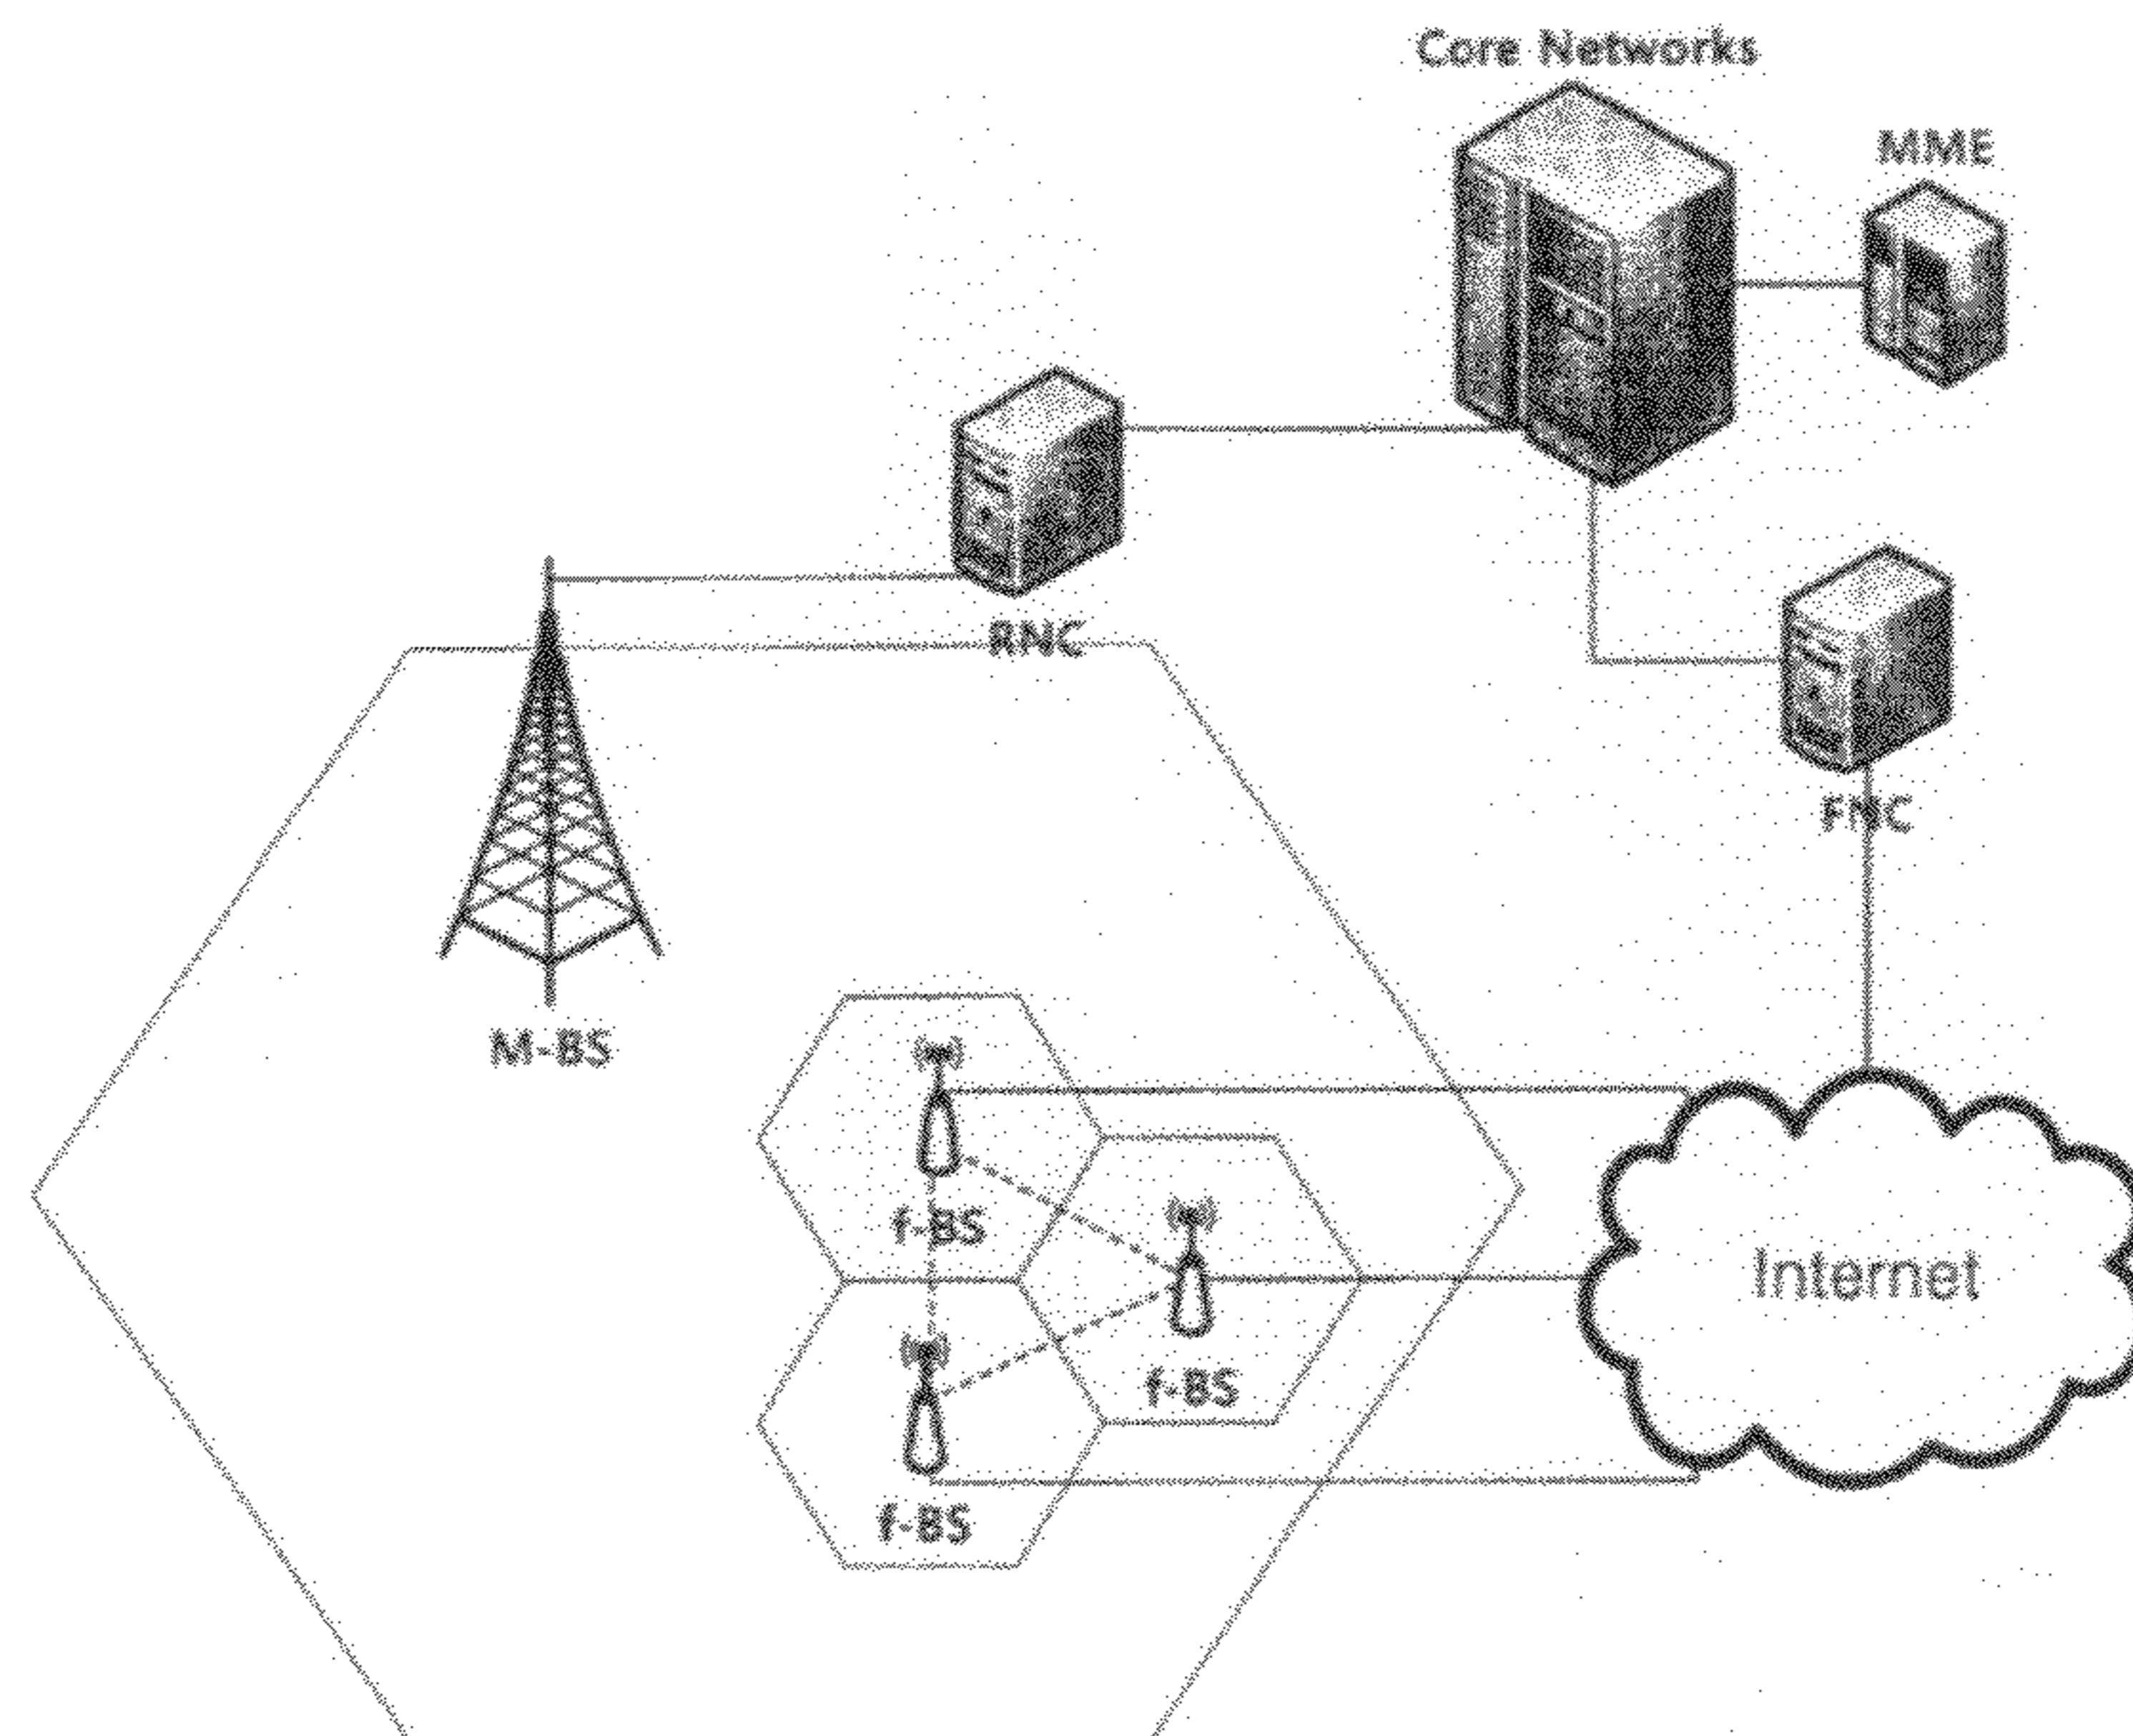 Core Networks
MME
RNC
FNC
M-BS
f-BS
Internet
f-BS
f-BS